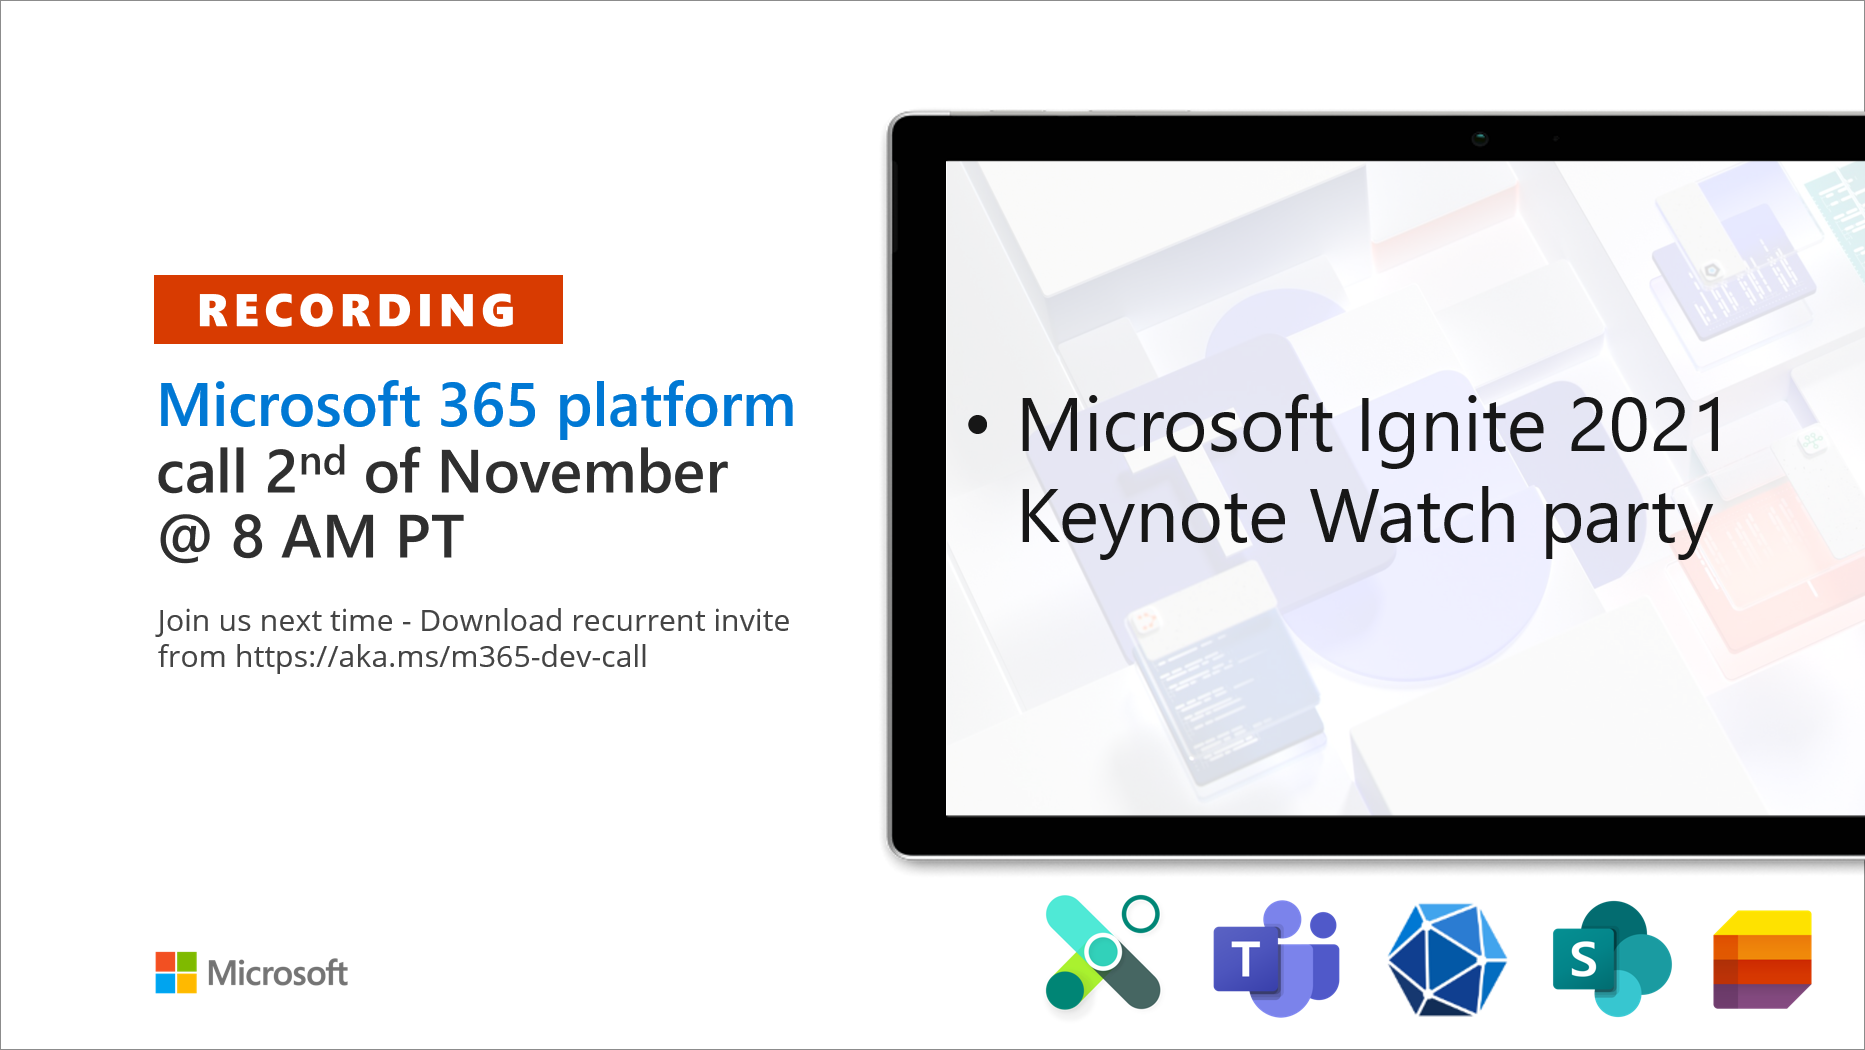 RECORDING
Microsoft 365 platform
call 2nd of November
@ 8 AM PT
Join us next time - Download recurrent invite
from https://aka.ms/m365-dev-call
• Microsoft Ignite 2021
Keynote Watch party
Microsoft
T
S